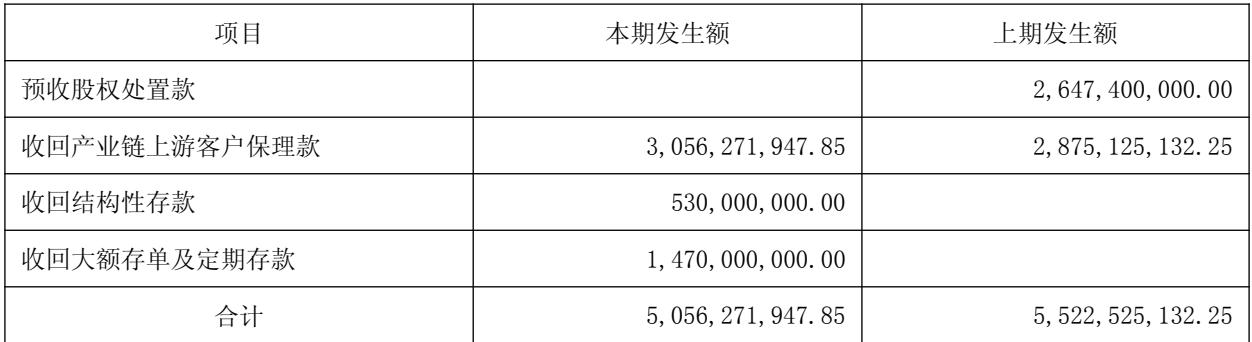 项目 本期发生额 上期发生额
预收股权处置款 2,647,400,000.00
收回产业链上游客户保理款 3,056,271,947.85 2,875,125,132.25
收回结构性存款 530,000,000.00
收回大额存单及定期存款 1,470,000,000.00
合计 5,056,271,947.85 5,522,525,132.25